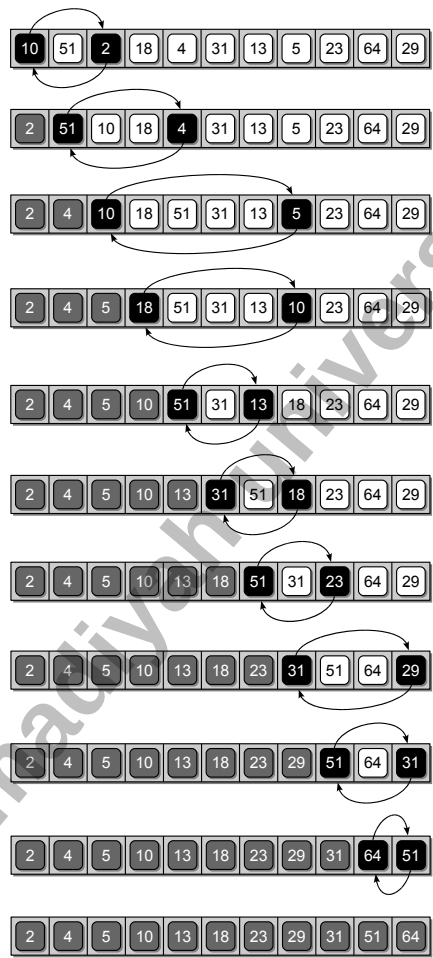 10 51 2 18 4 31 13 5 23 64 29
2 51 10 18 4 31 13 5 23 64 29
2 4 10 18 51 31 13 5 23 64 29
2 4 5 18 51 31 13 10 23 64 29
2 4 5 10 51 31 13 18 23 64 29
2 4 5 10 13 31 51 18 23 64 29
2 4 5 10 13 18 51 31 23 64 29
2 4 5 10 13 18 23 31 51 64 29
2 4 5 10 13 18 23 29 51 64 31
2 4 5 10 13 18 23 29 31 64 51
2 4 5 10 13 18 23 29 31 51 64
madiyah univers